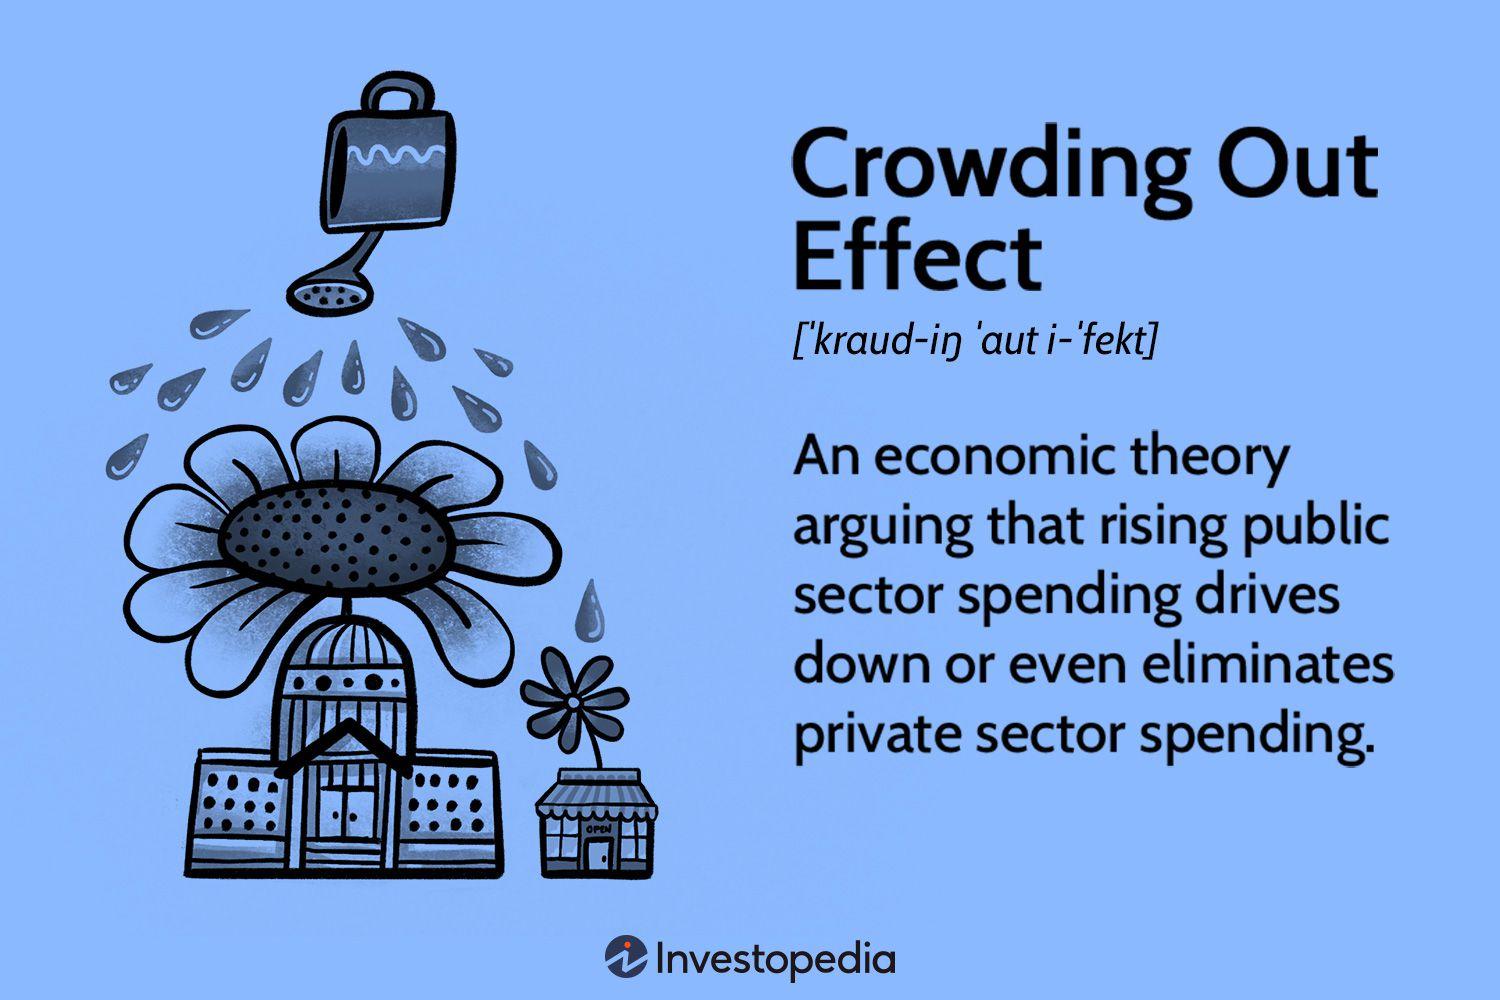 Crowding Out
Effect
[ˈkraud-iŋ ˈaut i-ˈfekt]
An economic theory
arguing that rising public
sector spending drives
down or even eliminates
private sector spending.
OPEN
Investopedia